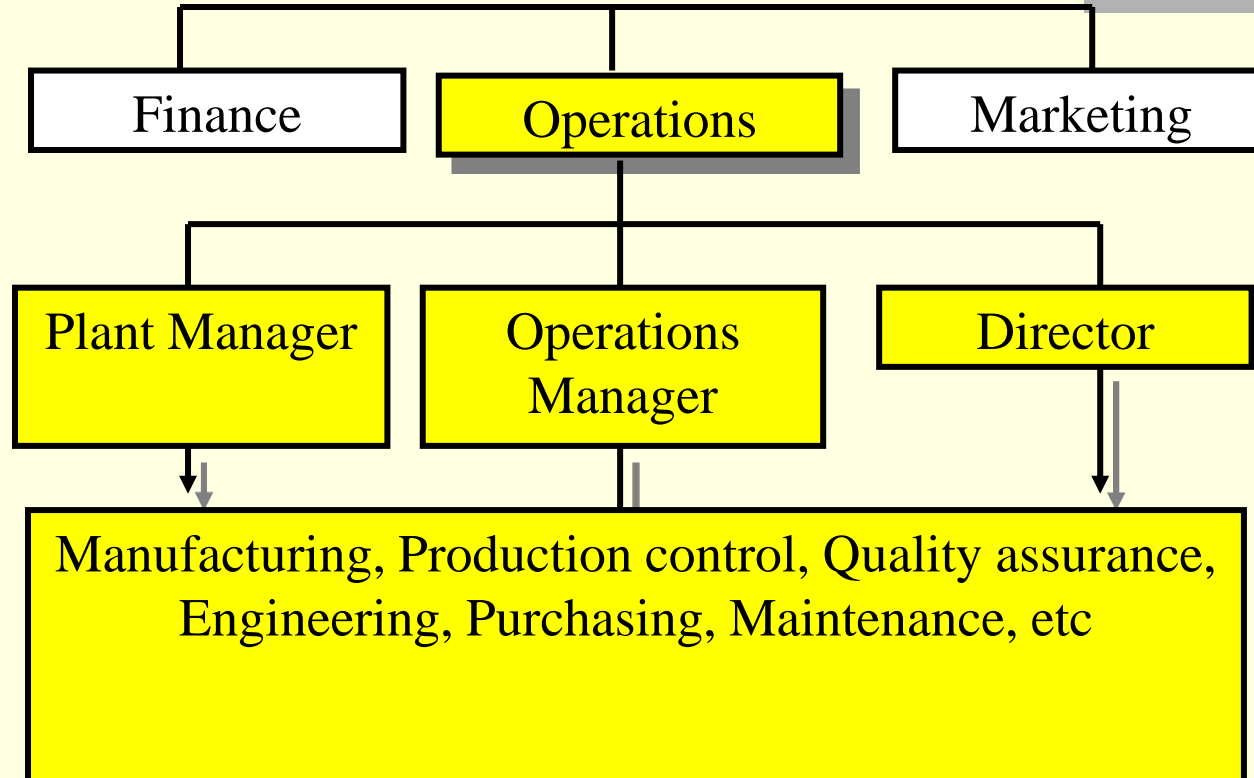 Finance
Operations
Marketing
Plant Manager
Operations
Manager
Director
Manufacturing, Production control, Quality assurance,
Engineering, Purchasing, Maintenance, etc